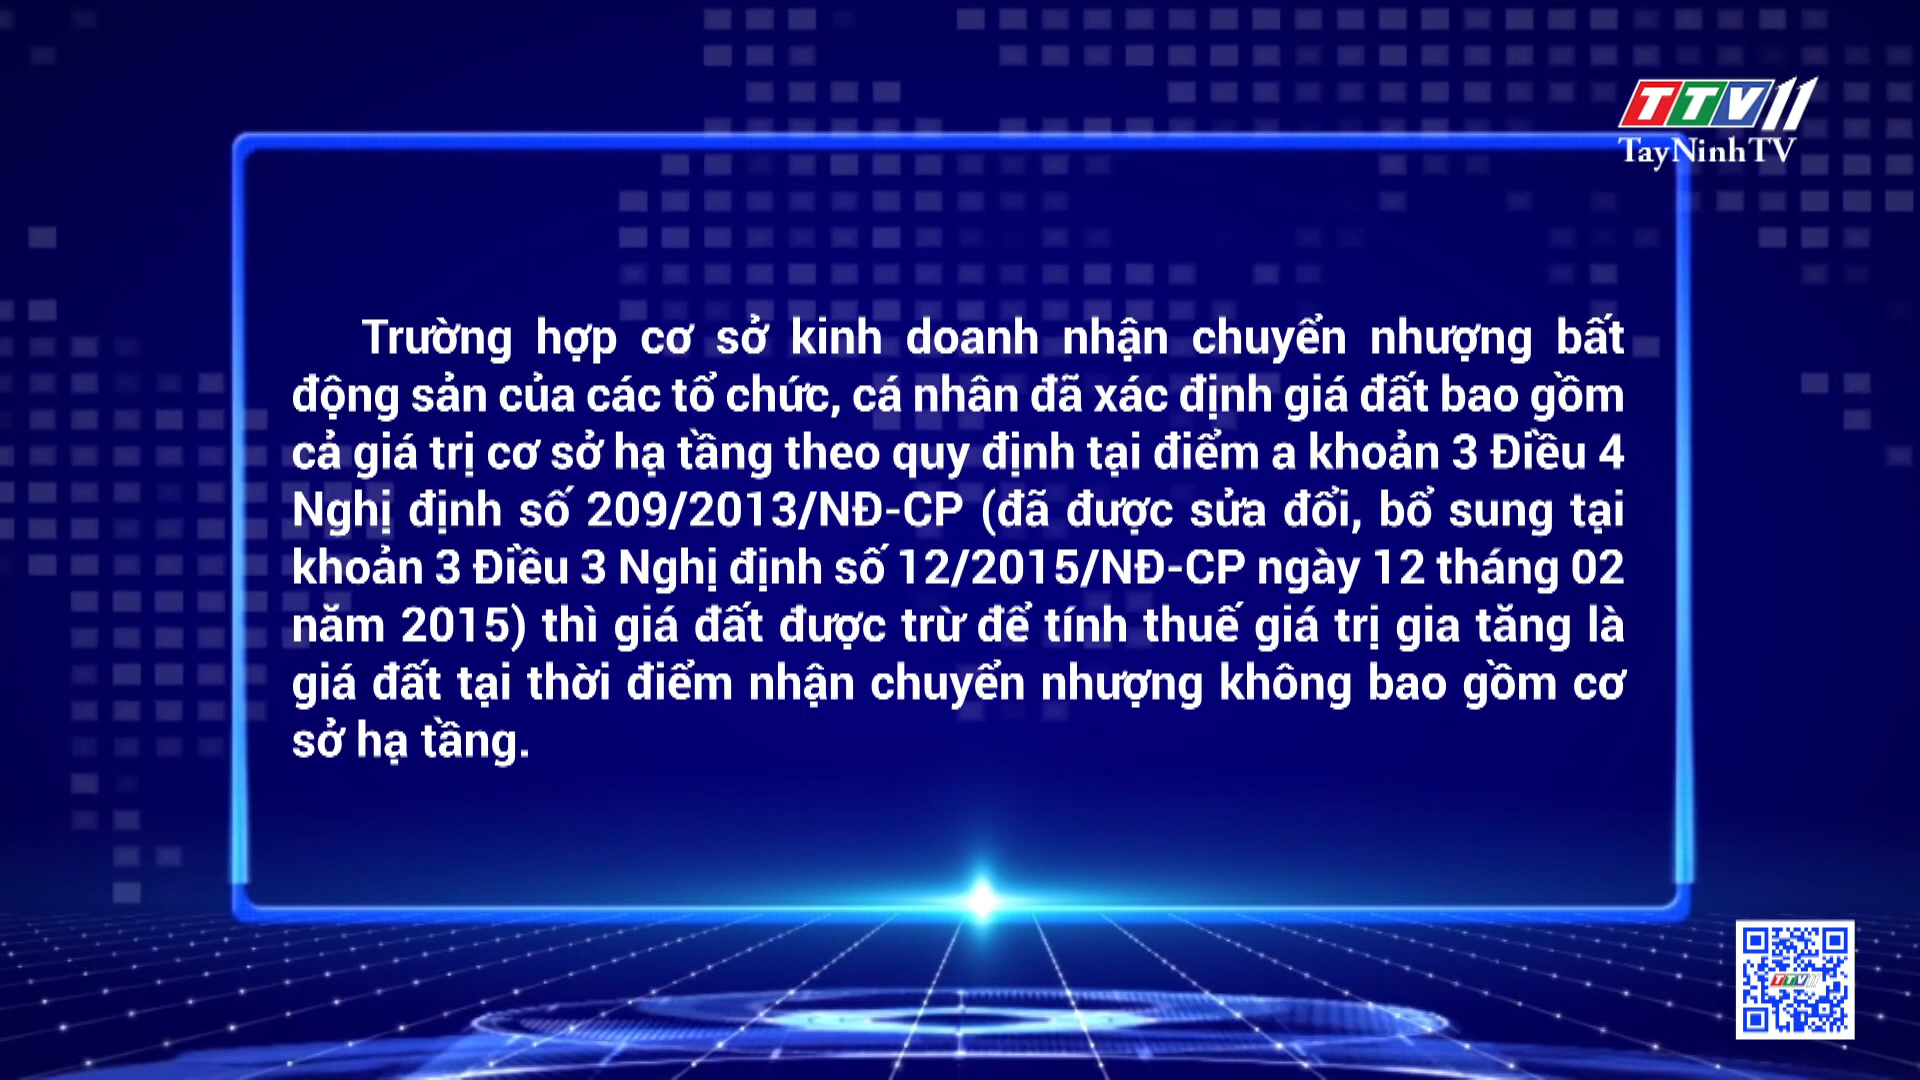 TTV11
TayNinhTV
Trường hợp cơ sở kinh doanh nhận chuyển nhượng bất
động sản của các tổ chức, cá nhân đã xác định giá đất bao gồm
cả giá trị cơ sở hạ tầng theo quy định tại điểm a khoản 3 Điều 4
Nghị định số 209/2013/NĐ-CP (đã được sửa đổi, bổ sung tại
khoản 3 Điều 3 Nghị định số 12/2015/NĐ-CP ngày 12 tháng 02
năm 2015) thì giá đất được trừ để tính thuế giá trị gia tăng là
giá đất tại thời điểm nhận chuyển nhượng không bao gồm cơ
sở hạ tầng.
TTV11